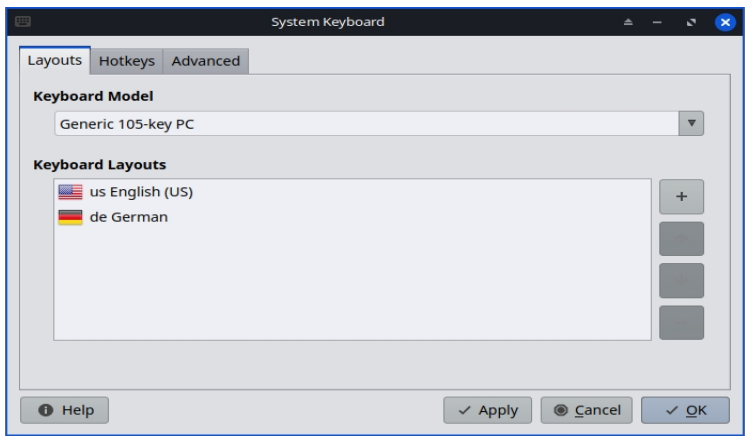 System Keyboard
Layouts Hotkeys Advanced
Keyboard Model
Generic 105-key PC
Keyboard Layouts
us English (US)
de German
Help Apply Cancel OK